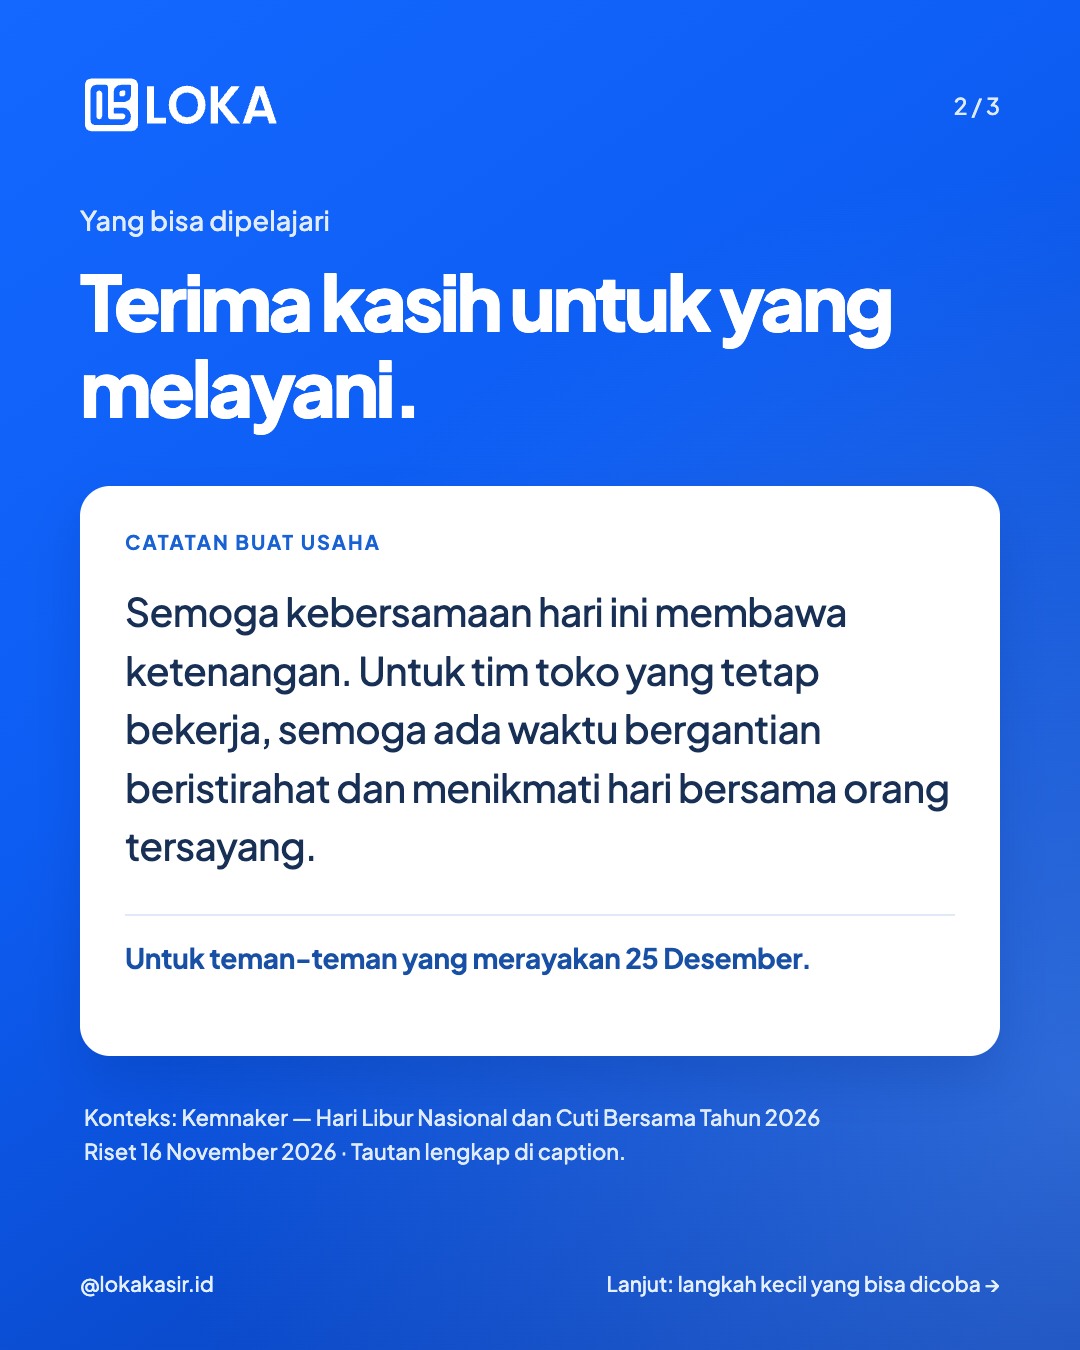 LOKA
2 / 3
Yang bisa dipelajari
Terima kasih untuk yang
melayani.
CATATAN BUAT USAHA
Semoga kebersamaan hari ini membawa
ketenangan. Untuk tim toko yang tetap
bekerja, semoga ada waktu bergantian
beristirahat dan menikmati hari bersama orang
tersayang.
Untuk teman-teman yang merayakan 25 Desember.
Konteks: Kemnaker — Hari Libur Nasional dan Cuti Bersama Tahun 2026
Riset 16 November 2026 · Tautan lengkap di caption.
@lokakasir.id
Lanjut: langkah kecil yang bisa dicoba →